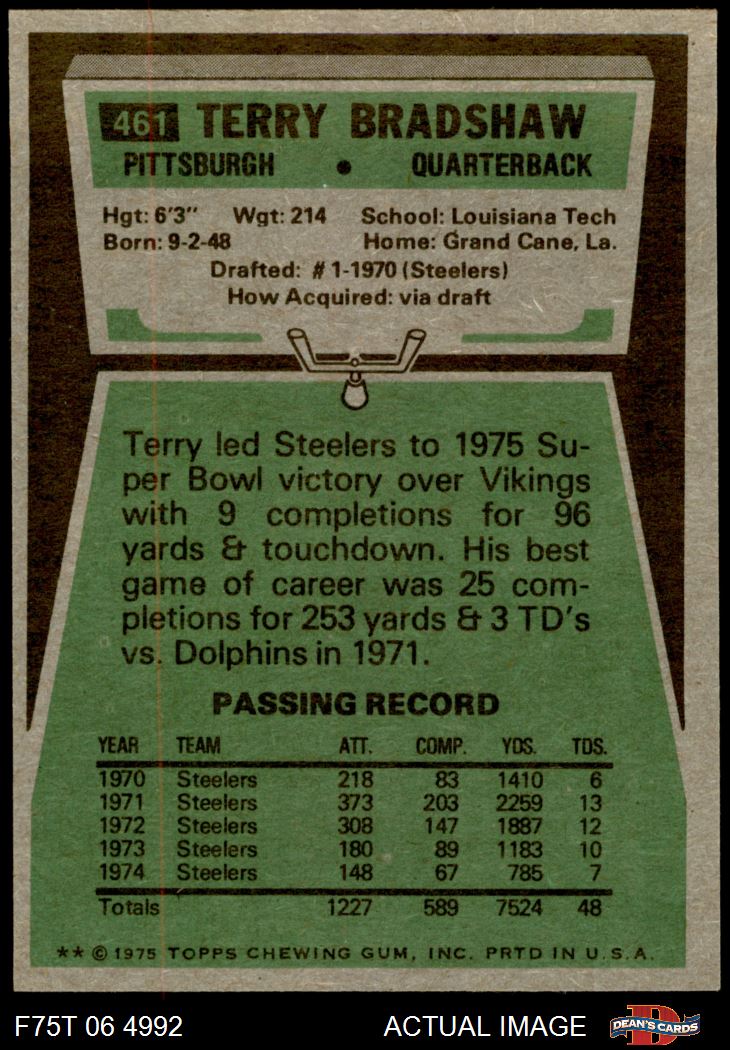 461 TERRY BRADSHAW
PITTSBURGH • QUARTERBACK
Hgt: 6'3" Wgt: 214 School: Louisiana Tech
Born: 9-2-48 Home: Grand Cane, La.
Drafted: #1-1970 (Steelers)
How Acquired: via draft
Terry led Steelers to 1975 Su-
per Bowl victory over Vikings
with 9 completions for 96
yards & touchdown. His best
game of career was 25 com-
pletions for 253 yards & 3 TD's
vs. Dolphins in 1971.
PASSING RECORD
YEAR TEAM ATT. COMP. YDS. TDS.
1970 Steelers 218 83 1410 6
1971 Steelers 373 203 2259 13
1972 Steelers 308 147 1887 12
1973 Steelers 180 89 1183 10
1974 Steelers 148 67 785 7
Totals 1227 589 7524 48
** © 1975 TOPPS CHEWING GUM, INC. PRTD IN U.S.A.
F75T 06 4992 ACTUAL IMAGE D DEAN'S CARDS